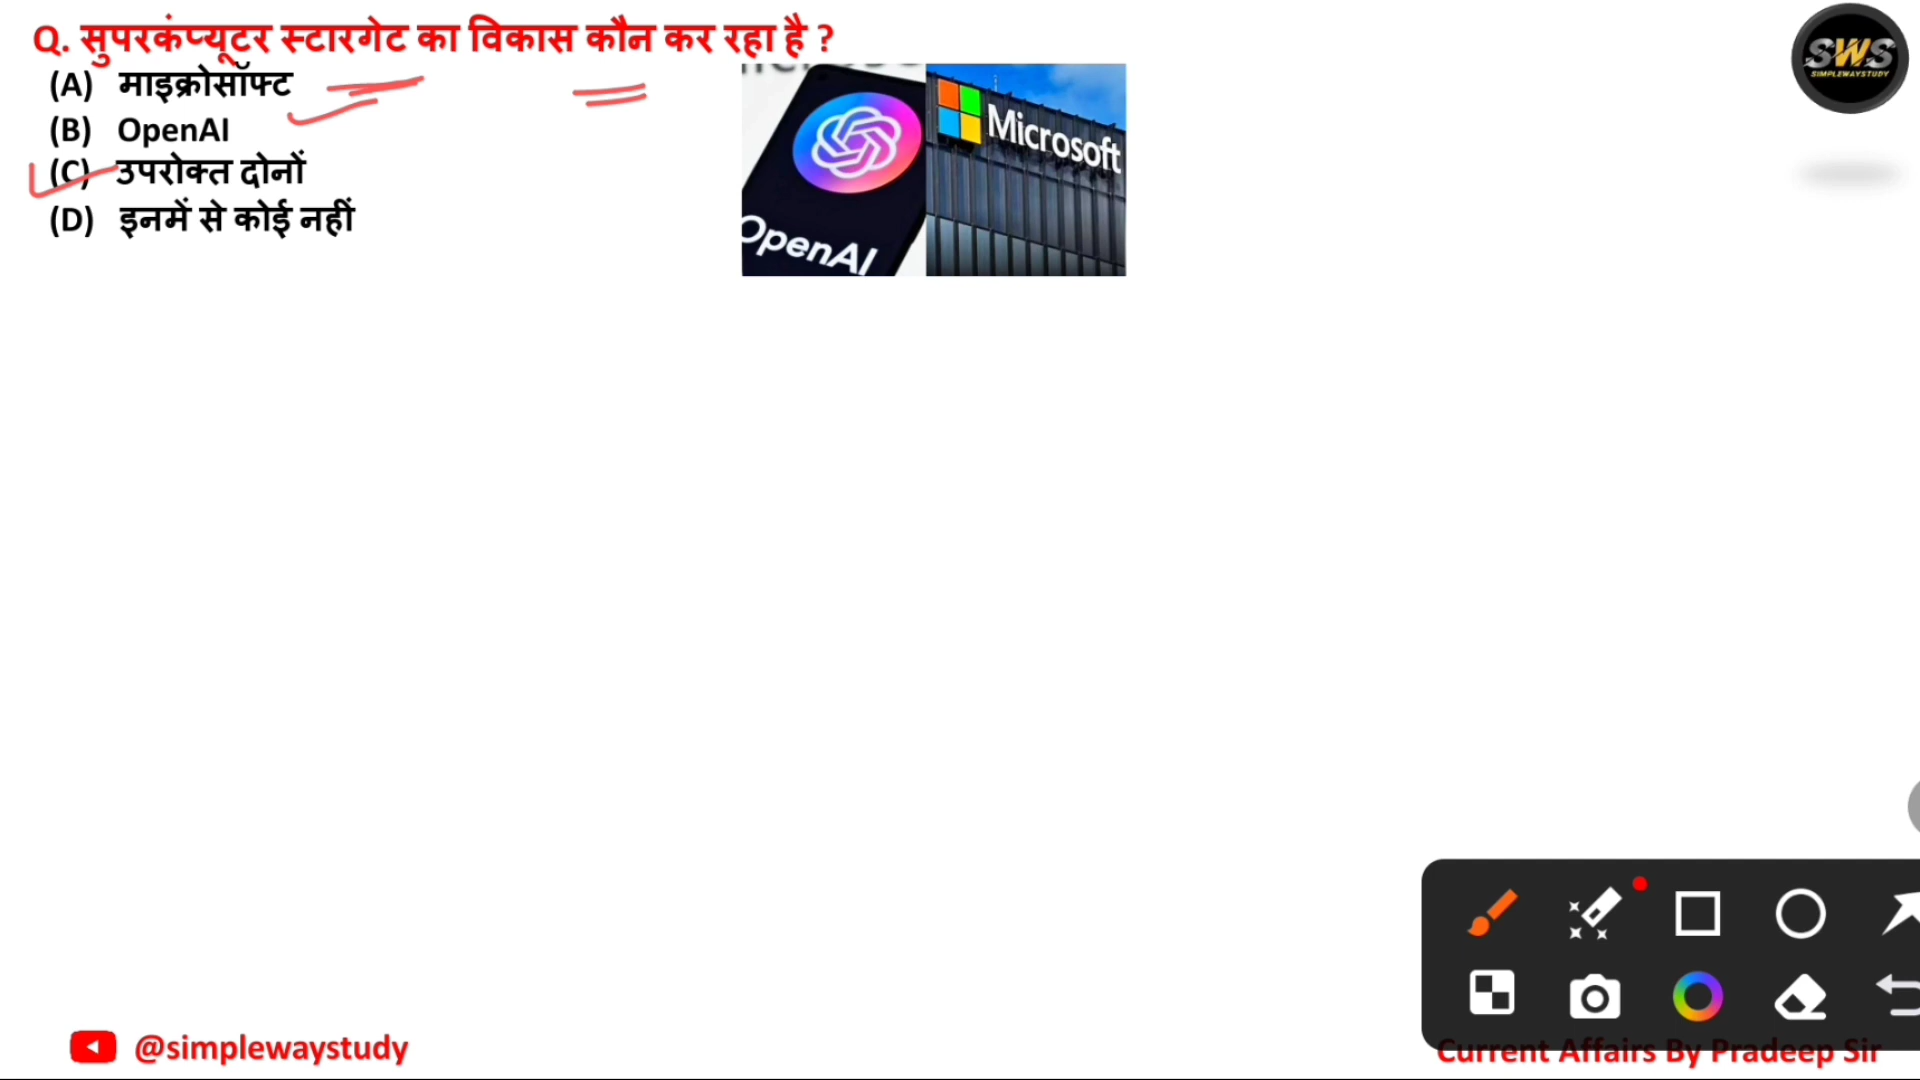 Q. सुपरकंप्यूटर स्टारगेट का विकास कौन कर रहा है ?
(A) माइक्रोसॉफ्ट
(B) OpenAI
(C) उपरोक्त दोनों
(D) इनमें से कोई नहीं
OpenAI
Microsoft
SWS
SIMPLEWAYSTUDY
@simplewaystudy
Current Affairs By Pradeep Sir